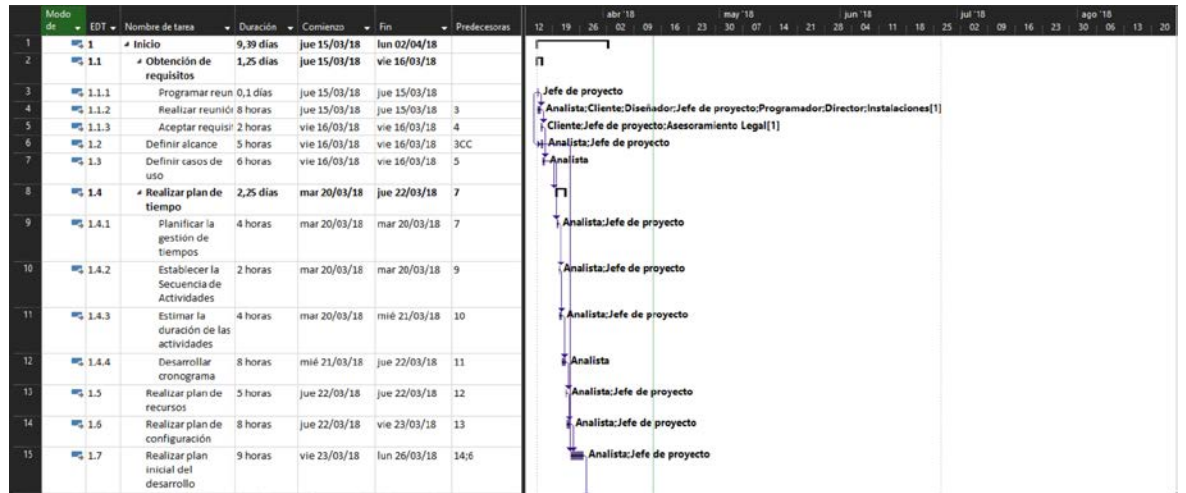 Modo de EDT Nombre de tarea Duración Comienzo Fin Predecesoras
abr '18 may '18 jun '18 jul '18 ago '18
12 19 26 02 09 16 23 30 07 14 21 28 04 11 18 25 02 09 16 23 30 06 13 20
1 1 Inicio 9,39 días jue 15/03/18 lun 02/04/18
2 1.1 Obtención de 1,25 días jue 15/03/18 vie 16/03/18
requisitos
3 1.1.1 Programar reun 0,1 días jue 15/03/18 jue 15/03/18 Jefe de proyecto
4 1.1.2 Realizar reunión 8 horas jue 15/03/18 jue 15/03/18 3 Analista;Cliente;Diseñador;Jefe de proyecto;Programador;Director;Instalaciones[1]
5 1.1.3 Aceptar requisit 2 horas vie 16/03/18 vie 16/03/18 4 Cliente;Jefe de proyecto;Asesoramiento Legal[1]
6 1.2 Definir alcance 5 horas vie 16/03/18 vie 16/03/18 3CC Analista;Jefe de proyecto
7 1.3 Definir casos de 6 horas vie 16/03/18 vie 16/03/18 5 Analista
uso
8 1.4 Realizar plan de 2,25 días mar 20/03/18 jue 22/03/18 7
tiempo
9 1.4.1 Planificar la 4 horas mar 20/03/18 mar 20/03/18 7 Analista;Jefe de proyecto
gestión de
tiempos
10 1.4.2 Establecer la 2 horas mar 20/03/18 mar 20/03/18 9 Analista;Jefe de proyecto
Secuencia de
Actividades
11 1.4.3 Estimar la 4 horas mar 20/03/18 mié 21/03/18 10 Analista;Jefe de proyecto
duración de las
actividades
12 1.4.4 Desarrollar 8 horas mié 21/03/18 jue 22/03/18 11 Analista
cronograma
13 1.5 Realizar plan de 5 horas jue 22/03/18 jue 22/03/18 12 Analista;Jefe de proyecto
recursos
14 1.6 Realizar plan de 8 horas jue 22/03/18 vie 23/03/18 13 Analista;Jefe de proyecto
configuración
15 1.7 Realizar plan 9 horas vie 23/03/18 lun 26/03/18 14;6 Analista;Jefe de proyecto
inicial del
desarrollo